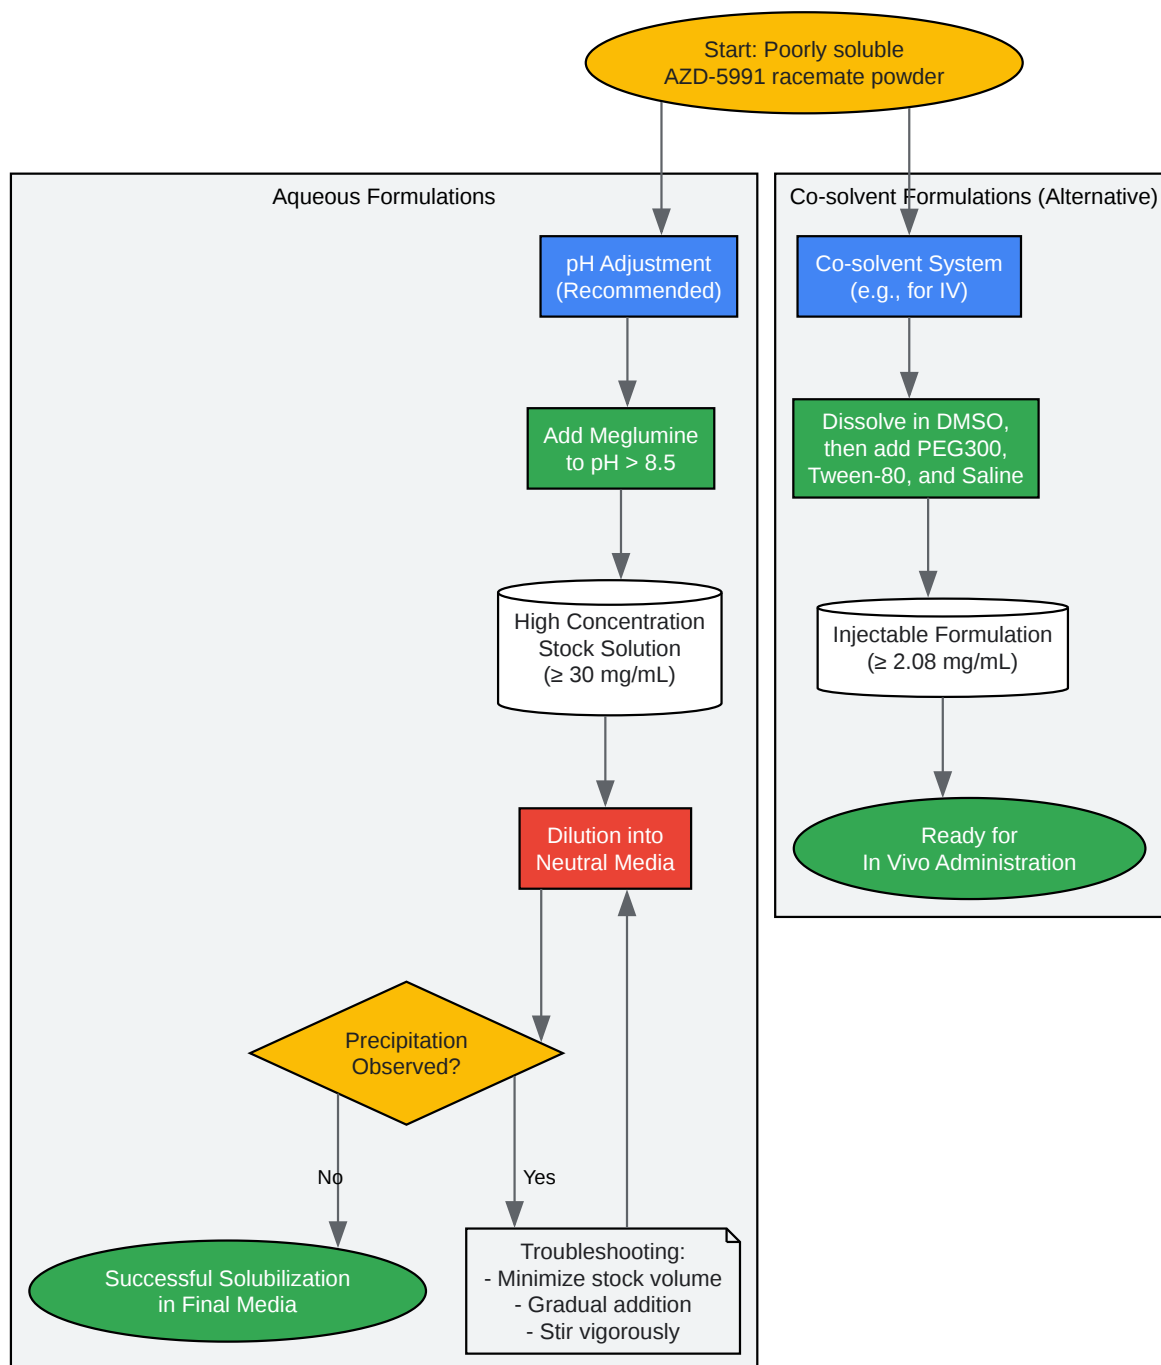 Start: Poorly soluble
AZD-5991 racemate powder
Aqueous Formulations
pH Adjustment
(Recommended)
Add Meglumine
to pH > 8.5
High Concentration
Stock Solution
(≥ 30 mg/mL)
Dilution into
Neutral Media
Precipitation
Observed?
No
Yes
Successful Solubilization
in Final Media
Troubleshooting:
- Minimize stock volume
- Gradual addition
- Stir vigorously
Co-solvent Formulations (Alternative)
Co-solvent System
(e.g., for IV)
Dissolve in DMSO,
then add PEG300,
Tween-80, and Saline
Injectable Formulation
(≥ 2.08 mg/mL)
Ready for
In Vivo Administration